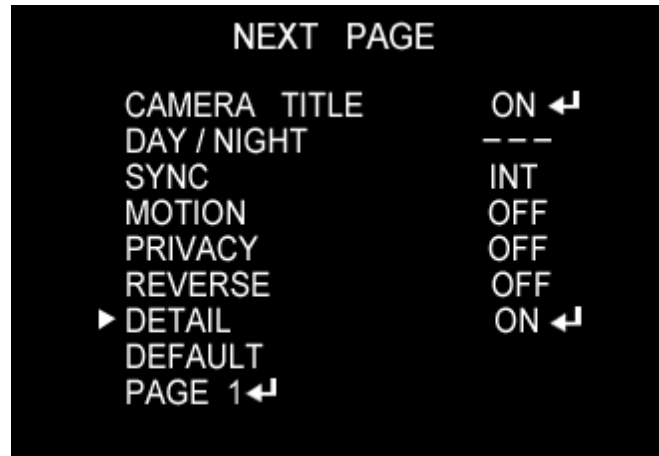 NEXT PAGE
CAMERA TITLE ON ↵
DAY / NIGHT – – –
SYNC INT
MOTION OFF
PRIVACY OFF
REVERSE OFF
► DETAIL ON ↵
DEFAULT
PAGE 1↵